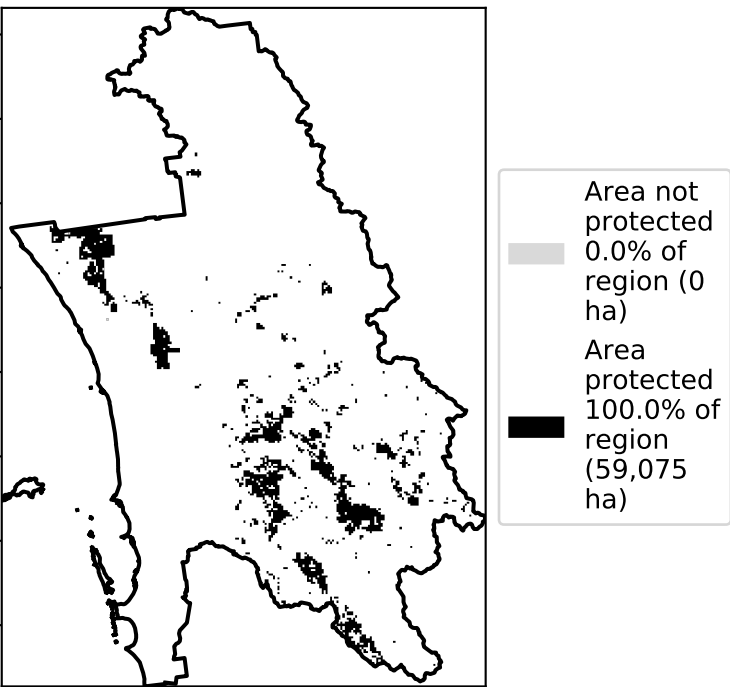 Area not
protected
0.0% of
region (0
ha)
Area
protected
100.0% of
region
(59,075
ha)